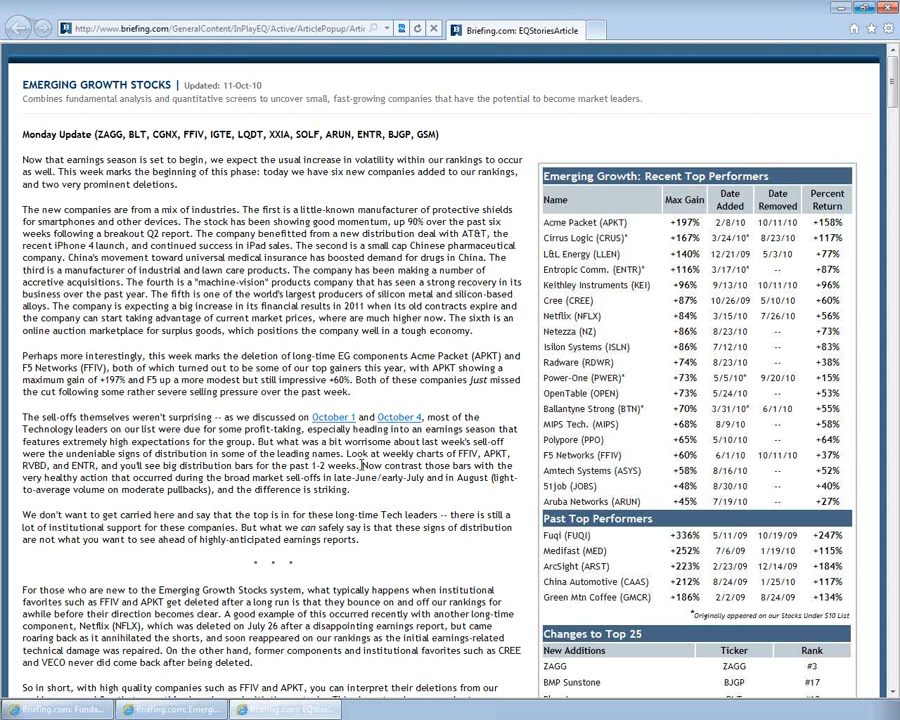 http://www.briefing.com/GeneralContent/InPlayEQ/Active/ArticlePopup/Artic
Briefing.com: EQStoriesArticle
EMERGING GROWTH STOCKS | Updated: 11-Oct-10
Combines fundamental analysis and quantitative screens to uncover small, fast-growing companies that have the potential to become market leaders.
Monday Update (ZAGG, BLT, CGNX, FFIV, IGTE, LQDT, XXIA, SOLF, ARUN, ENTR, BJGP, GSM)
Now that earnings season is set to begin, we expect the usual increase in volatility within our rankings to occur
as well. This week marks the beginning of this phase: today we have six new companies added to our rankings,
and two very prominent deletions.
The new companies are from a mix of industries. The first is a little-known manufacturer of protective shields
for smartphones and other devices. The stock has been showing good momentum, up 90% over the past six
weeks following a breakout Q2 report. The company benefitted from a new distribution deal with AT&T, the
recent iPhone 4 launch, and continued success in iPad sales. The second is a small cap Chinese pharmaceutical
company. China's movement toward universal medical insurance has boosted demand for drugs in China. The
third is a manufacturer of industrial and lawn care products. The company has been making a number of
accretive acquisitions. The fourth is a "machine-vision" products company that has seen a strong recovery in its
business over the past year. The fifth is one of the world's largest producers of silicon metal and silicon-based
alloys. The company is expecting a big increase in its financial results in 2011 when its old contracts expire and
the company can start taking advantage of current market prices, where are much higher now. The sixth is an
online auction marketplace for surplus goods, which positions the company well in a tough economy.
Perhaps more interestingly, this week marks the deletion of long-time EG components Acme Packet (APKT) and
F5 Networks (FFIV), both of which turned out to be some of our top gainers this year, with APKT showing a
maximum gain of +197% and F5 up a more modest but still impressive +60%. Both of these companies just missed
the cut following some rather severe selling pressure over the past week.
The sell-offs themselves weren't surprising -- as we discussed on October 1 and October 4, most of the
Technology leaders on our list were due for some profit-taking, especially heading into an earnings season that
features extremely high expectations for the group. But what was a bit worrisome about last week's sell-off
were the undeniable signs of distribution in some of the leading names. Look at weekly charts of FFIV, APKT,
RVBD, and ENTR, and you'll see big distribution bars for the past 1-2 weeks. Now contrast those bars with the
very healthy action that occurred during the broad market sell-offs in late-June/early-July and in August (light-
to-average volume on moderate pullbacks), and the difference is striking.
We don't want to get carried here and say that the top is in for these long-time Tech leaders -- there is still a
lot of institutional support for these companies. But what we can safely say is that these signs of distribution
are not what you want to see ahead of highly-anticipated earnings reports.
* * *
For those who are new to the Emerging Growth Stocks system, what typically happens when institutional
favorites such as FFIV and APKT get deleted after a long run is that they bounce on and off our rankings for
awhile before their direction becomes clear. A good example of this occurred recently with another long-time
component, Netflix (NFLX), which was deleted on July 26 after a disappointing earnings report, but came
roaring back as it annihilated the shorts, and soon reappeared on our rankings as the initial earnings-related
technical damage was repaired. On the other hand, former components and institutional favorites such as CREE
and VECO never did come back after being deleted.
So in short, with high quality companies such as FFIV and APKT, you can interpret their deletions from our
Emerging Growth: Recent Top Performers
Name Max Gain Date Added Date Removed Percent Return
Acme Packet (APKT) +197% 2/8/10 10/11/10 +158%
Cirrus Logic (CRUS)* +167% 3/24/10* 8/23/10 +117%
L&L Energy (LLEN) +140% 12/21/09 5/3/10 +77%
Entropic Comm. (ENTR)* +116% 3/17/10* -- +87%
Keithley Instruments (KEI) +96% 9/13/10 10/11/10 +96%
Cree (CREE) +87% 10/26/09 5/10/10 +60%
Netflix (NFLX) +84% 3/15/10 7/26/10 +56%
Netezza (NZ) +86% 8/23/10 -- +73%
Isilon Systems (ISLN) +86% 7/12/10 -- +83%
Radware (RDWR) +74% 8/23/10 -- +38%
Power-One (PWER)* +73% 5/5/10* 9/20/10 +15%
OpenTable (OPEN) +73% 5/24/10 -- +53%
Ballantyne Strong (BTN)* +70% 3/31/10* 6/1/10 +55%
MIPS Tech. (MIPS) +68% 8/9/10 -- +58%
Polypore (PPO) +65% 5/10/10 -- +64%
F5 Networks (FFIV) +60% 6/1/10 10/11/10 +37%
Amtech Systems (ASYS) +58% 8/16/10 -- +52%
51job (JOBS) +48% 8/30/10 -- +40%
Aruba Networks (ARUN) +45% 7/19/10 -- +27%
Past Top Performers
Fuqi (FUQI) +336% 5/11/09 10/19/09 +247%
Medifast (MED) +252% 7/6/09 1/19/10 +115%
ArcSight (ARST) +223% 2/23/09 12/14/09 +184%
China Automotive (CAAS) +212% 8/24/09 1/25/10 +117%
Green Mtn Coffee (GMCR) +186% 2/2/09 8/24/09 +134%
*Originally appeared on our Stocks Under $10 List
Changes to Top 25
New Additions Ticker Rank
ZAGG ZAGG #3
BMP Sunstone BJGP #17
Briefing.com: Funda...
Briefing.com: Emergi...
Briefing.com: EQStor...